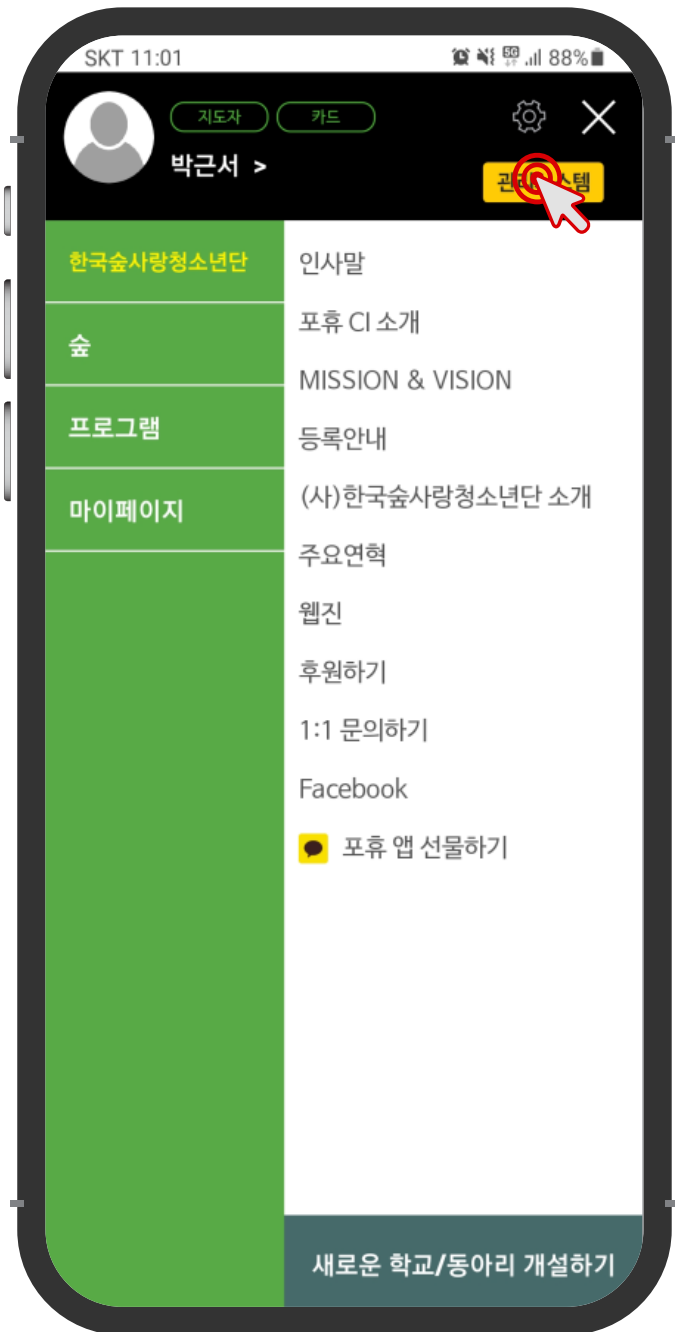 SKT 11:01
5G
88%
지도자
카드
박근서 >
한국숲사랑청소년단
숲
프로그램
마이페이지
인사말
포휴 CI 소개
MISSION & VISION
등록안내
(사)한국숲사랑청소년단 소개
주요연혁
웹진
후원하기
1:1 문의하기
Facebook
포휴 앱 선물하기
새로운 학교/동아리 개설하기